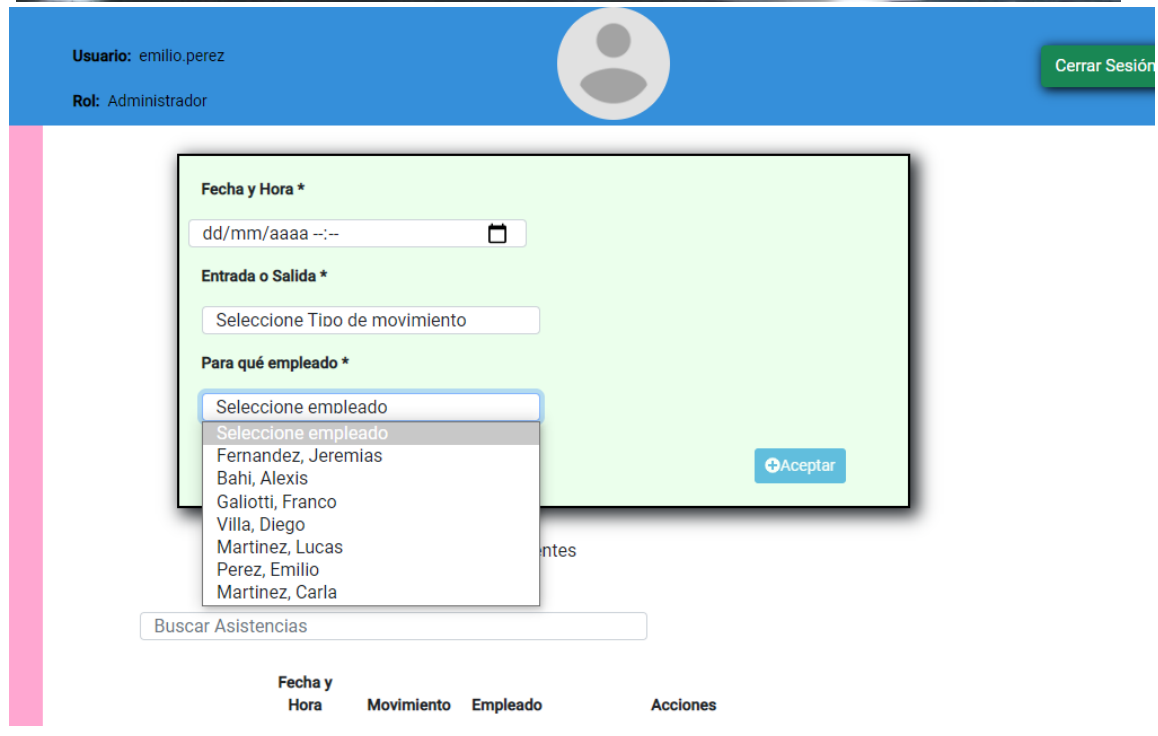 Usuario: emilio.perez
Cerrar Sesión
Rol: Administrador
Fecha y Hora *
dd/mm/aaaa --:--
Entrada o Salida *
Seleccione Tipo de movimiento
Para qué empleado *
Seleccione empleado
Seleccione empleado
Fernandez, Jeremias
Bahi, Alexis
Galiotti, Franco
Villa, Diego
Martinez, Lucas
Perez, Emilio
Martinez, Carla
Aceptar
entes
Buscar Asistencias
Fecha y
Hora Movimiento Empleado Acciones